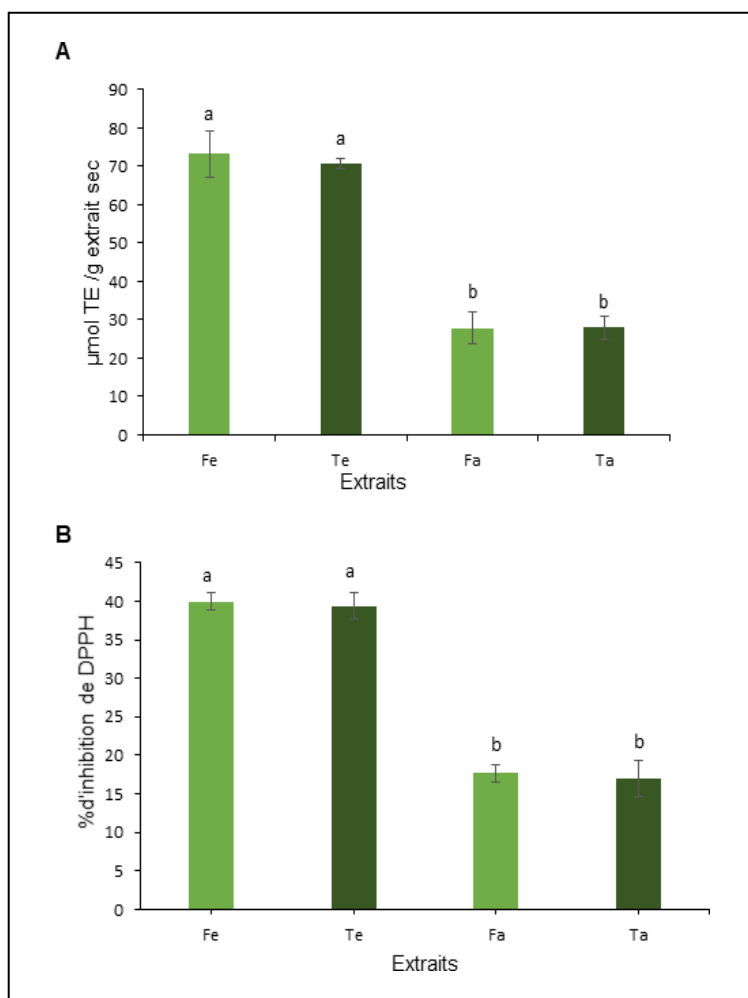 A
90
80
70
60
50
40
30
20
10
0
µmol TE /g extrait sec
a
a
b
b
Fe Te Fa Ta
Extraits
B
45
40
35
30
25
20
15
10
5
0
%d'inhibition de DPPH
a
a
b
b
Fe Te Fa Ta
Extraits